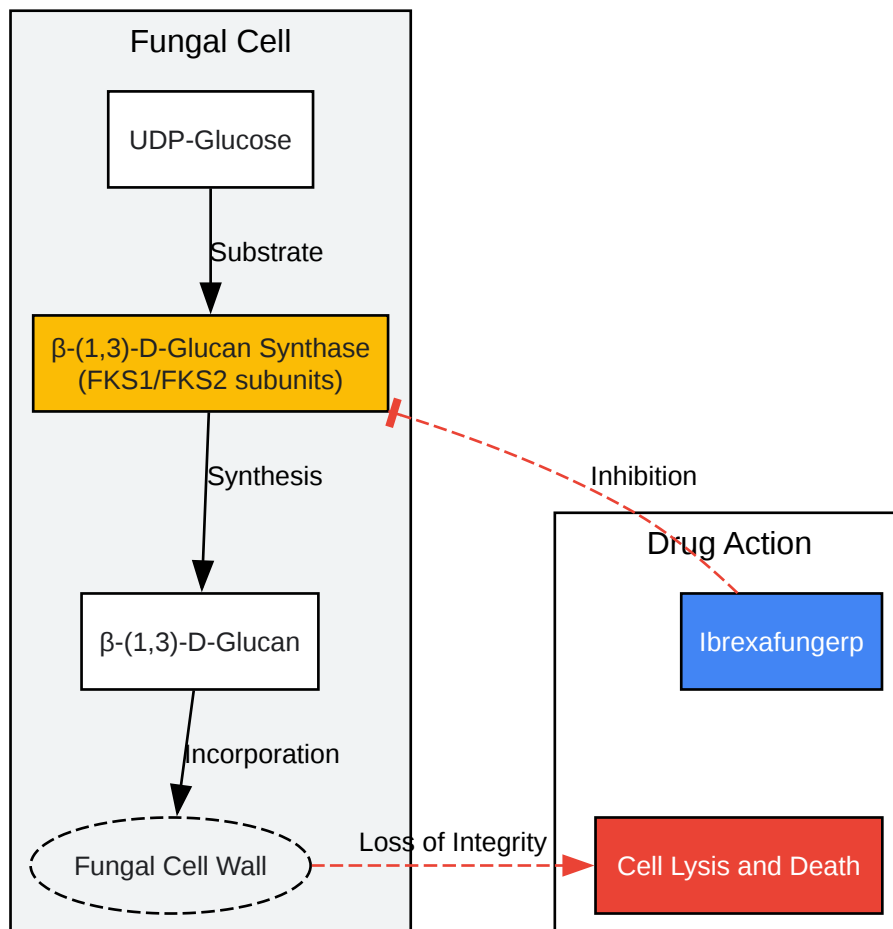 Fungal Cell
UDP-Glucose
Substrate
β-(1,3)-D-Glucan Synthase
(FKS1/FKS2 subunits)
Synthesis
Inhibition
Drug Action
β-(1,3)-D-Glucan
Ibrexafungerp
Incorporation
Fungal Cell Wall
Loss of Integrity
Cell Lysis and Death